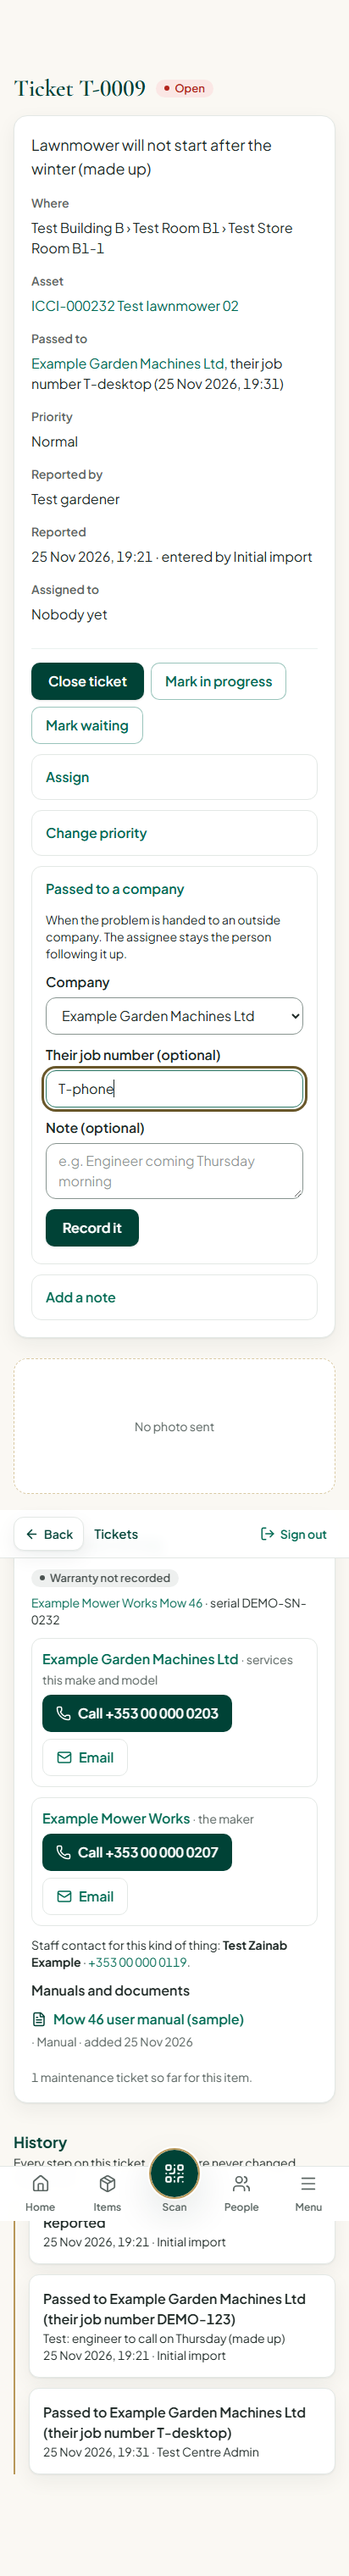 Ticket T-0009 Open
Lawnmower will not start after the
winter (made up)
Where
Test Building B › Test Room B1 › Test Store
Room B1-1
Asset
ICCI-000232 Test lawnmower 02
Passed to
Example Garden Machines Ltd, their job
number T-desktop (25 Nov 2026, 19:31)
Priority
Normal
Reported by
Test gardener
Reported
25 Nov 2026, 19:21 · entered by Initial import
Assigned to
Nobody yet
Close ticket Mark in progress
Mark waiting
Assign
Change priority
Passed to a company
When the problem is handed to an outside
company. The assignee stays the person
following it up.
Company
Example Garden Machines Ltd
Their job number (optional)
T-phone
Note (optional)
e.g. Engineer coming Thursday
morning
Record it
Add a note
No photo sent
Back Tickets Sign out
Warranty not recorded
Example Mower Works Mow 46 · serial DEMO-SN-
0232
Example Garden Machines Ltd · services
this make and model
Call +353 00 000 0203
Email
Example Mower Works · the maker
Call +353 00 000 0207
Email
Staff contact for this kind of thing: Test Zainab
Example · +353 00 000 0119.
Manuals and documents
Mow 46 user manual (sample)
· Manual · added 25 Nov 2026
1 maintenance ticket so far for this item.
History
Every step on this ticket re never changed
Home Items Scan People Menu
Reported
25 Nov 2026, 19:21 · Initial import
Passed to Example Garden Machines Ltd
(their job number DEMO-123)
Test: engineer to call on Thursday (made up)
25 Nov 2026, 19:21 · Initial import
Passed to Example Garden Machines Ltd
(their job number T-desktop)
25 Nov 2026, 19:31 · Test Centre Admin